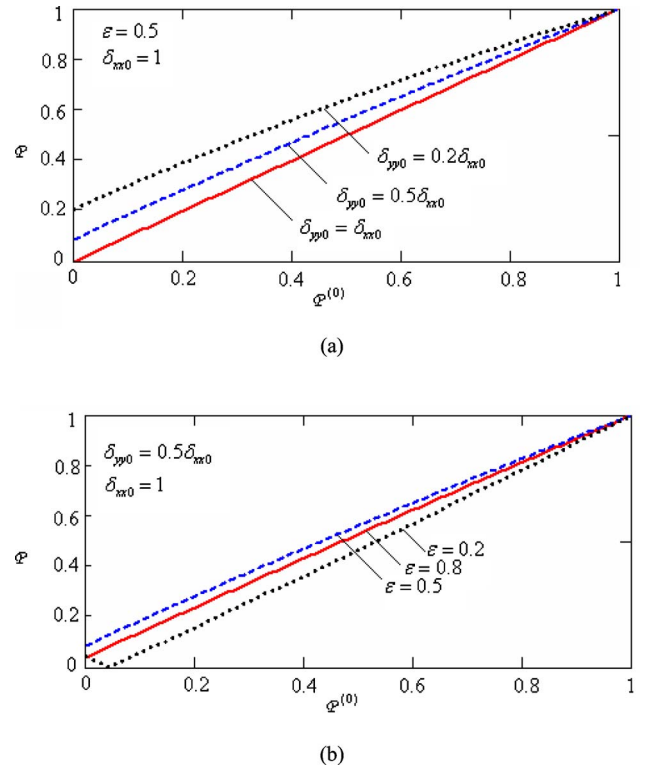 1
0.8
0.6
0.4
0.2
0
𝒫
ε = 0.5
δxx0 = 1
δyy0 = 0.2δxx0
δyy0 = 0.5δxx0
δyy0 = δxx0
0 0.2 0.4 0.6 0.8 1
𝒫(0)
(a)
1
0.8
0.6
0.4
0.2
0
𝒫
δyy0 = 0.5δxx0
δxx0 = 1
ε = 0.2
ε = 0.8
ε = 0.5
0 0.2 0.4 0.6 0.8 1
𝒫(0)
(b)